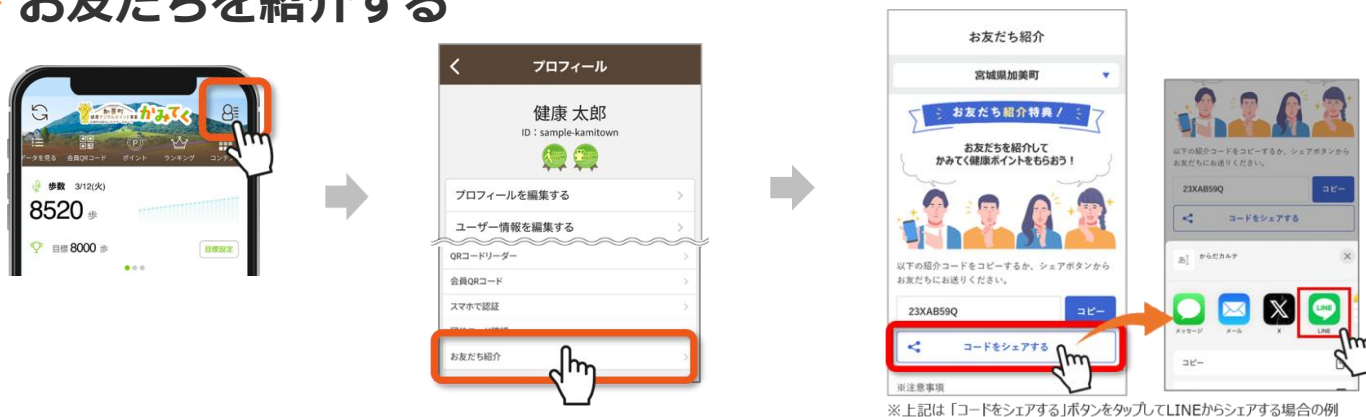 お友だちを紹介する
かみてく
データを見る 会員QRコード ポイント ランキング コンテ
歩数 3/12(火)
8520 歩
目標 8000 歩
目標設定
プロフィール
健康 太郎
ID:sample-kamitown
プロフィールを編集する
ユーザー情報を編集する
QRコードリーダー
会員QRコード
スマホで認証
お友だち紹介
お友だち紹介
宮城県加美町
お友だち紹介特典!
お友だちを紹介して
かみてく健康ポイントをもらおう!
以下の紹介コードをコピーするか、シェアボタンから
お友だちにお送りください。
23XAB59Q
コピー
コードをシェアする
※注意事項
以下の紹介コードをコピーするか、シェアボタンから
お友だちにお送りください。
23XAB59Q
コピー
コードをシェアする
あ
からだカルテ
LINE
メッセージ メール X LINE
コピー
※上記は「コードをシェアする」ボタンをタップしてLINEからシェアする場合の例